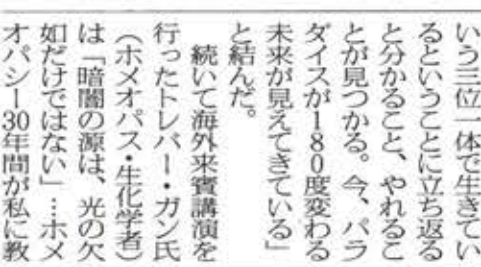 いう三位一体で生きてい
るということに立ち返る
と分かること、やれるこ
とが見つかる。今、パラ
ダイスが180度変わる
未来が見えてきている」
と結んだ。
続いて海外来賓講演を
行ったトレバー・ガン氏
（ホメオパス・生化学者）
は「暗闇の源は、光の欠
如だけではない」…ホメ
オパシー30年間が私に教